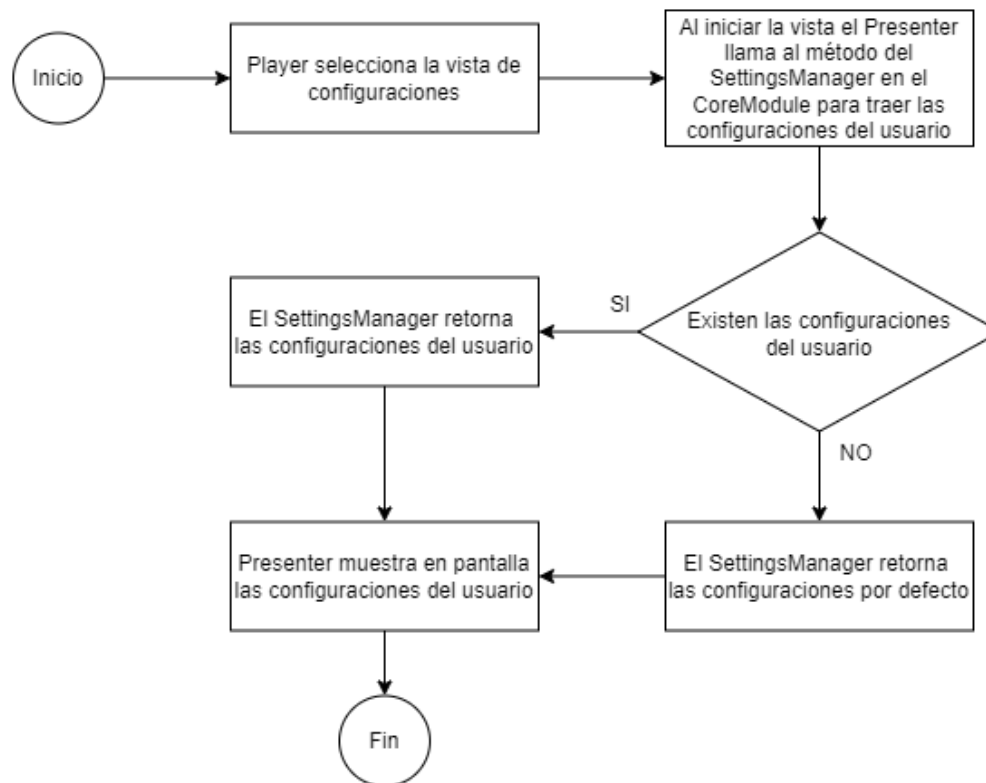 Inicio
Player selecciona la vista de
configuraciones
Al iniciar la vista el Presenter
llama al método del
SettingsManager en el
CoreModule para traer las
configuraciones del usuario
Existen las configuraciones
del usuario
SI
El SettingsManager retorna
las configuraciones del usuario
NO
El SettingsManager retorna
las configuraciones por defecto
Presenter muestra en pantalla
las configuraciones del usuario
Fin